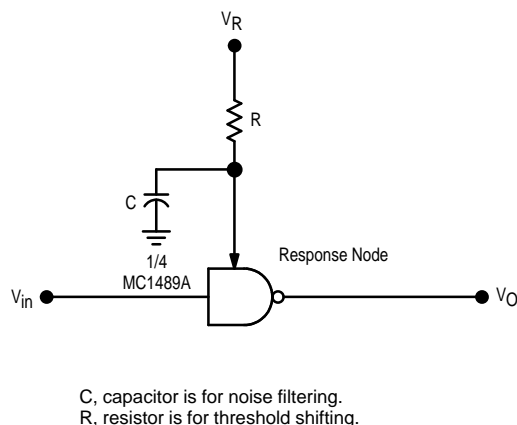 VR
R
C
1/4
MC1489A
Response Node
Vin
VO
C, capacitor is for noise filtering.
R, resistor is for threshold shifting.